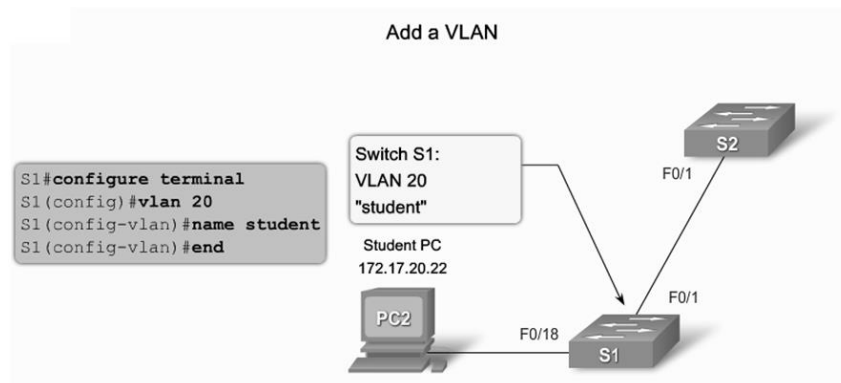 Add a VLAN
S1#configure terminal
S1(config)#vlan 20
S1(config-vlan)#name student
S1(config-vlan)#end
Switch S1:
VLAN 20
"student"
Student PC
172.17.20.22
PC2
F0/18
S1
F0/1
F0/1
S2